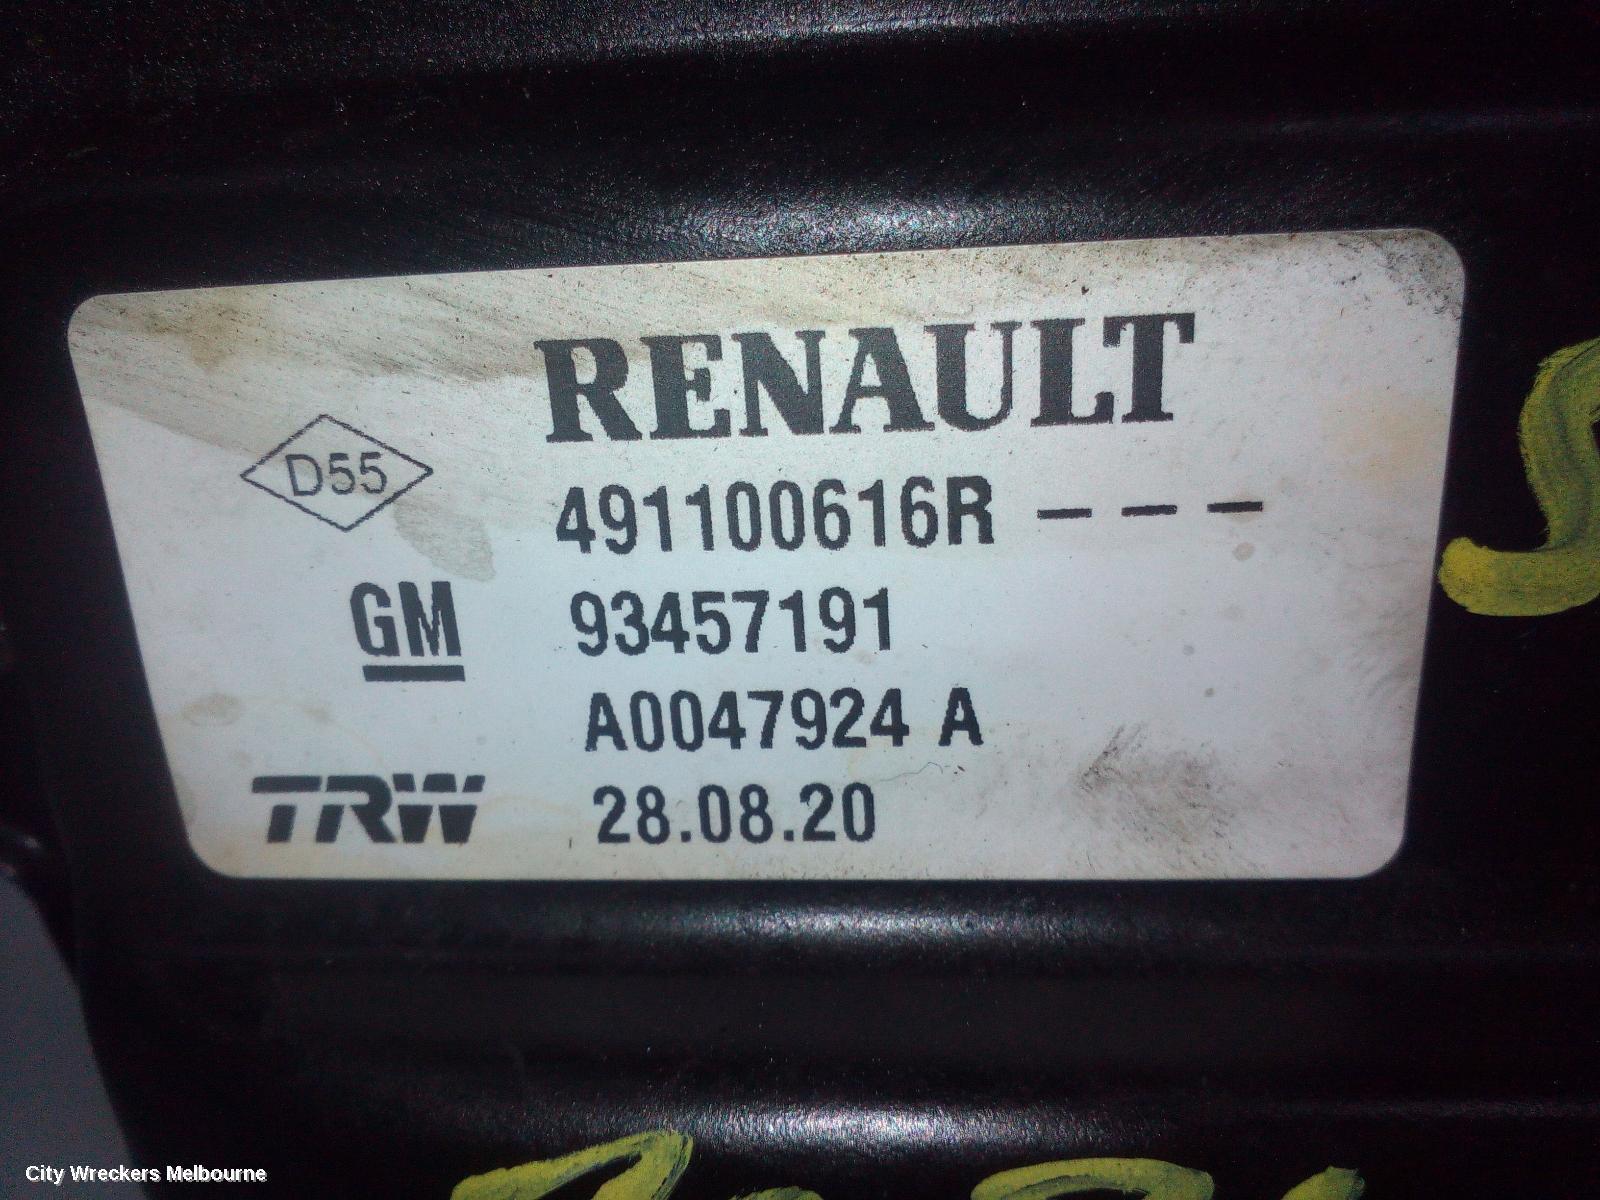 RENAULT
D55
491100616R ---
GM 93457191
A0047924 A
TRW 28.08.20
City Wreckers Melbourne